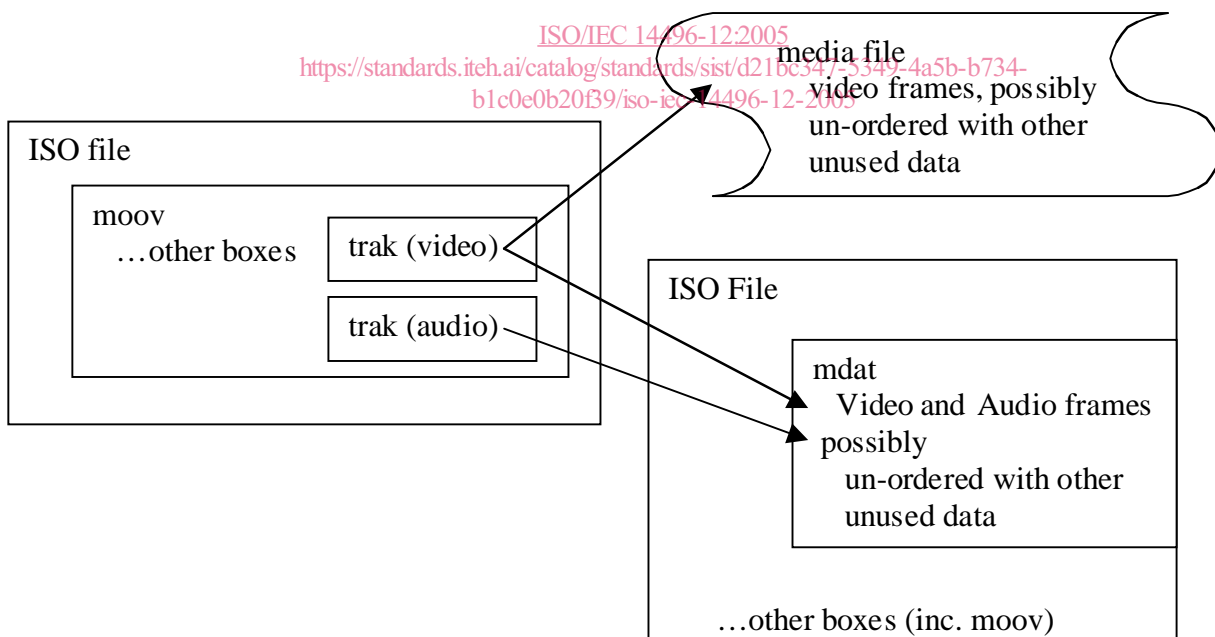 ISO/IEC 14496-12:2005
https://standards.iteh.ai/catalog/standards/sist/d21bc347-5349-4a5b-b734-
b1c0e0b20f39/iso-iec-14496-12-2005
media file
video frames, possibly
un-ordered with other
unused data
ISO file
moov
…other boxes
trak (video)
trak (audio)
ISO File
mdat
Video and Audio frames
possibly
un-ordered with other
unused data
…other boxes (inc. moov)